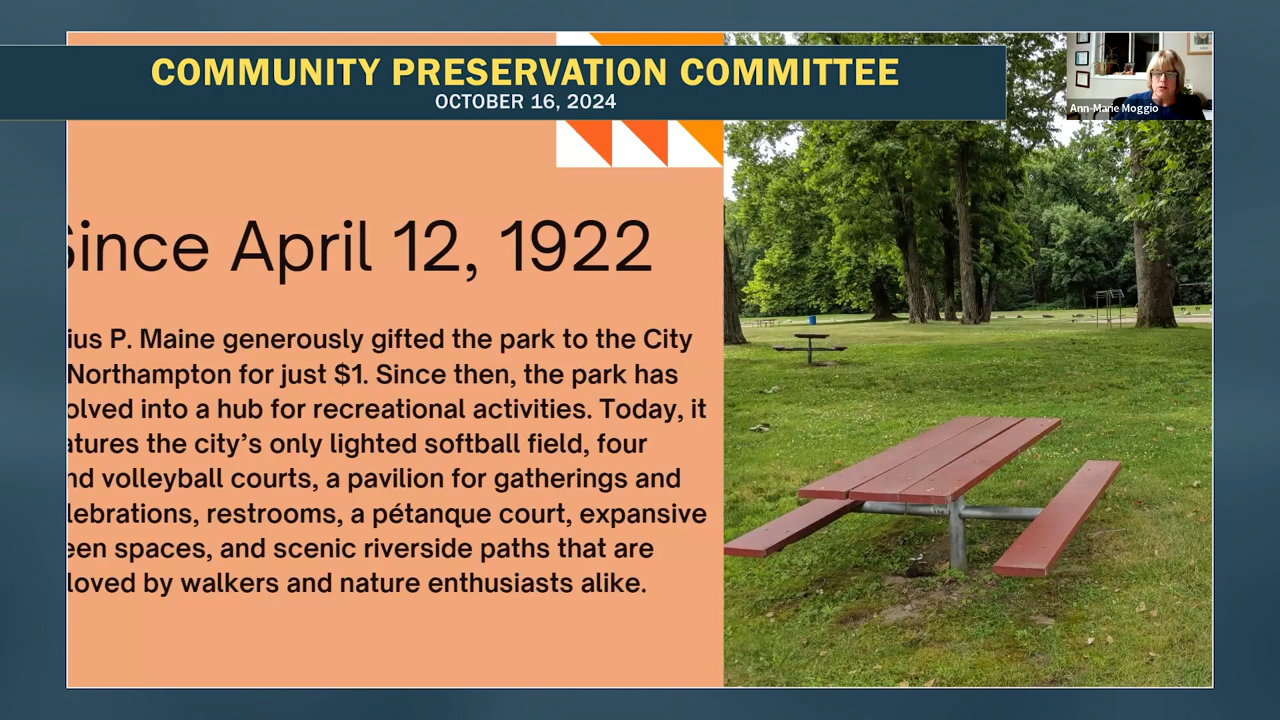 COMMUNITY PRESERVATION COMMITTEE
OCTOBER 16, 2024
Ann-Marie Moggio
Since April 12, 1922
ius P. Maine generously gifted the park to the City
Northampton for just $1. Since then, the park has
olved into a hub for recreational activities. Today, it
atures the city’s only lighted softball field, four
nd volleyball courts, a pavilion for gatherings and
lebrations, restrooms, a pétanque court, expansive
een spaces, and scenic riverside paths that are
loved by walkers and nature enthusiasts alike.